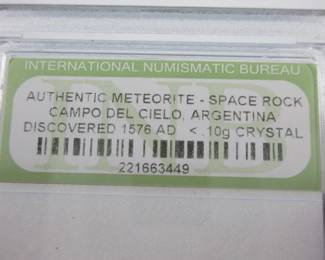 INTERNATIONAL NUMISMATIC BUREAU
AUTHENTIC METEORITE - SPACE ROCK
CAMPO DEL CIELO, ARGENTINA
DISCOVERED 1576 AD <.10g CRYSTAL
221663449